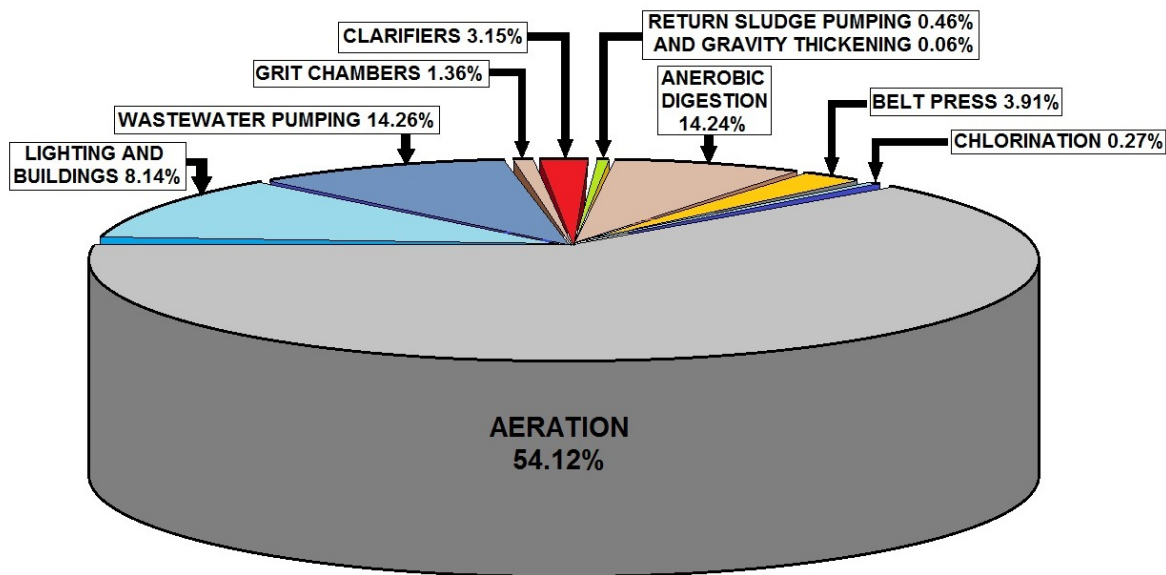 CLARIFIERS 3.15%
RETURN SLUDGE PUMPING 0.46%
AND GRAVITY THICKENING 0.06%
GRIT CHAMBERS 1.36%
ANEROBIC
DIGESTION
14.24%
BELT PRESS 3.91%
WASTEWATER PUMPING 14.26%
CHLORINATION 0.27%
LIGHTING AND
BUILDINGS 8.14%
AERATION
54.12%